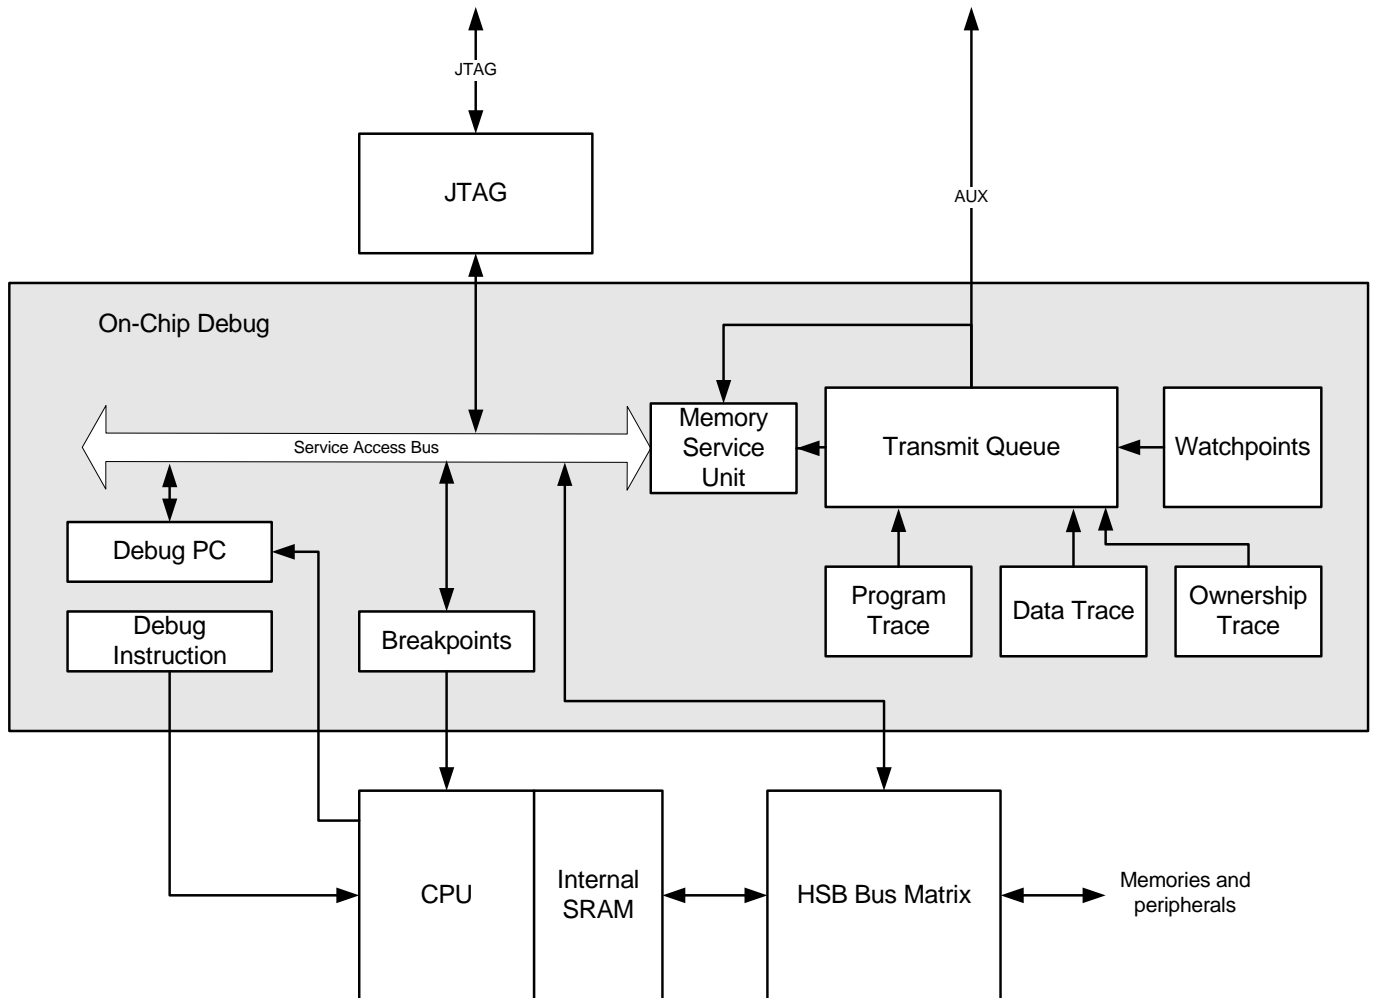 JTAG
JTAG
AUX
On-Chip Debug
Service Access Bus
Memory
Service
Unit
Transmit Queue
Watchpoints
Debug PC
Debug
Instruction
Breakpoints
Program
Trace
Data Trace
Ownership
Trace
CPU
Internal
SRAM
HSB Bus Matrix
Memories and
peripherals